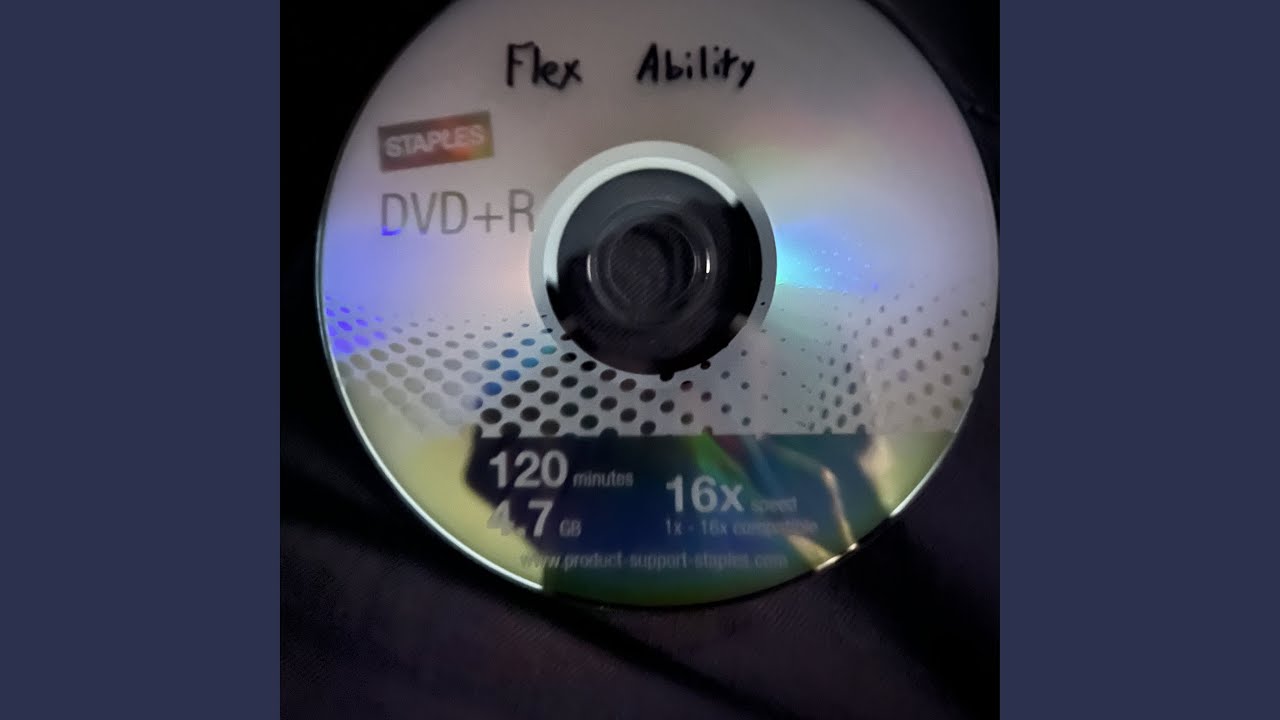 Flex Ability
STAPLES
DVD+R
120 minutes
4.7 GB
16x speed
1x - 16x compatible
www.product-support-staples.com